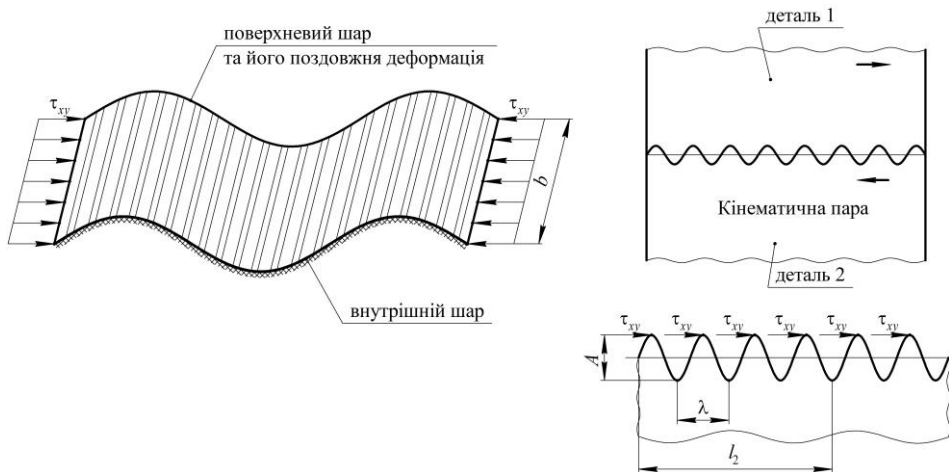 поверхневий шар
та його поздовжня деформація
τxy
τxy
b
внутрішній шар
деталь 1
Кінематична пара
деталь 2
τxy τxy τxy τxy τxy τxy
A
λ
l2